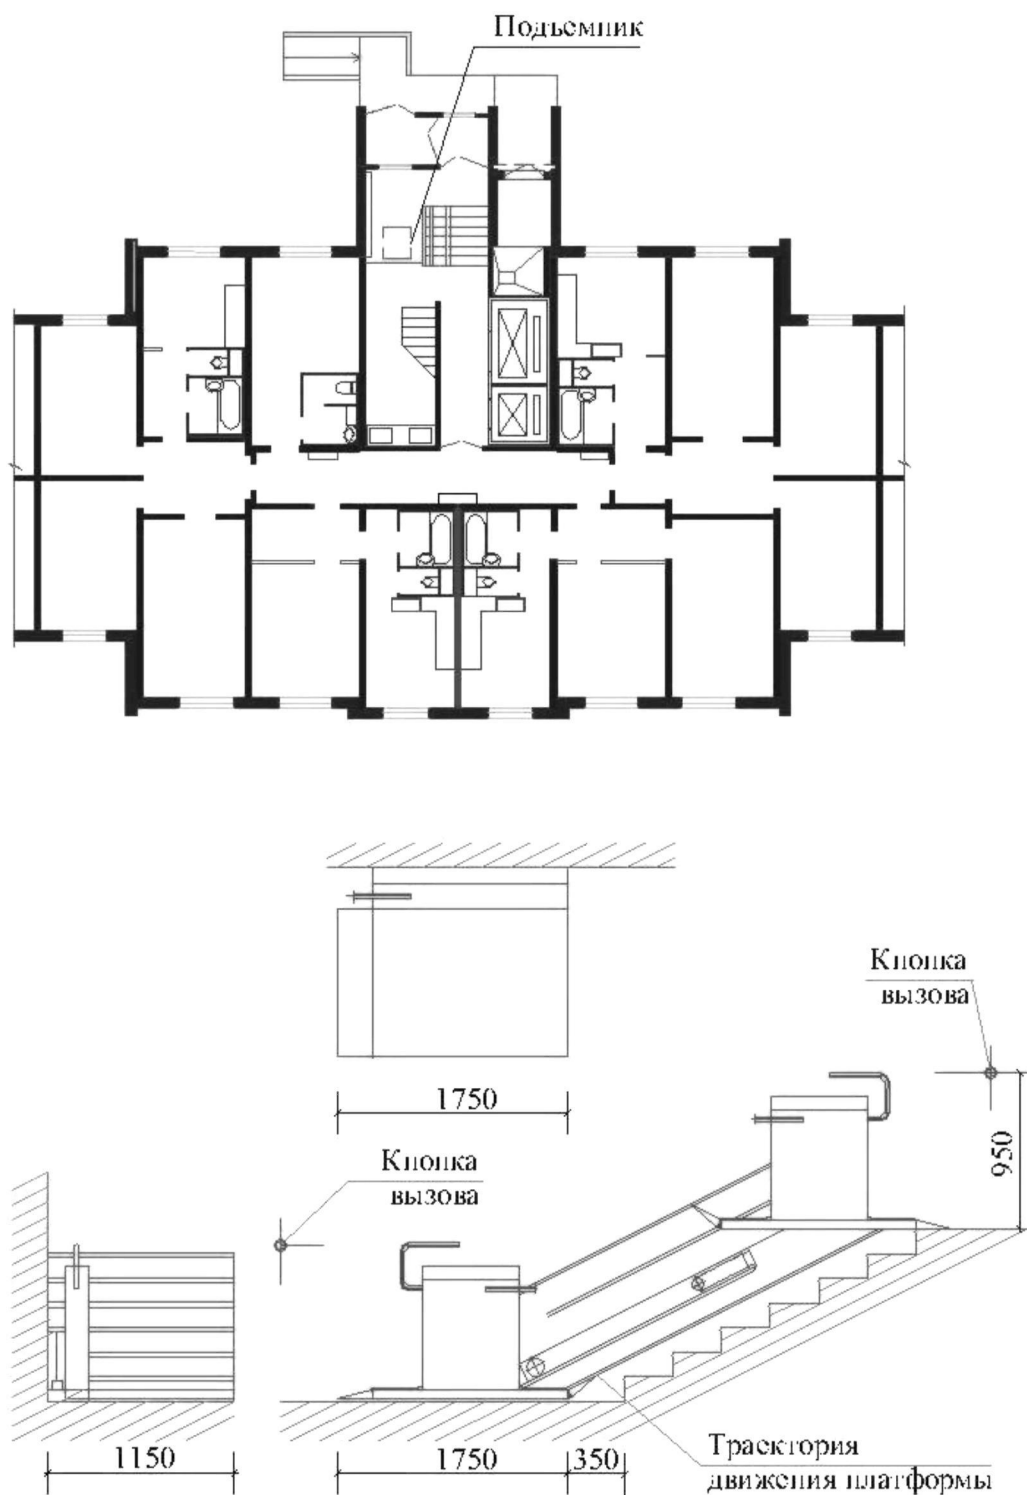 Подъемник
Кнопка
вызова
1750
950
Кнопка
вызова
1150
1750
350
Траектория
движения платформы